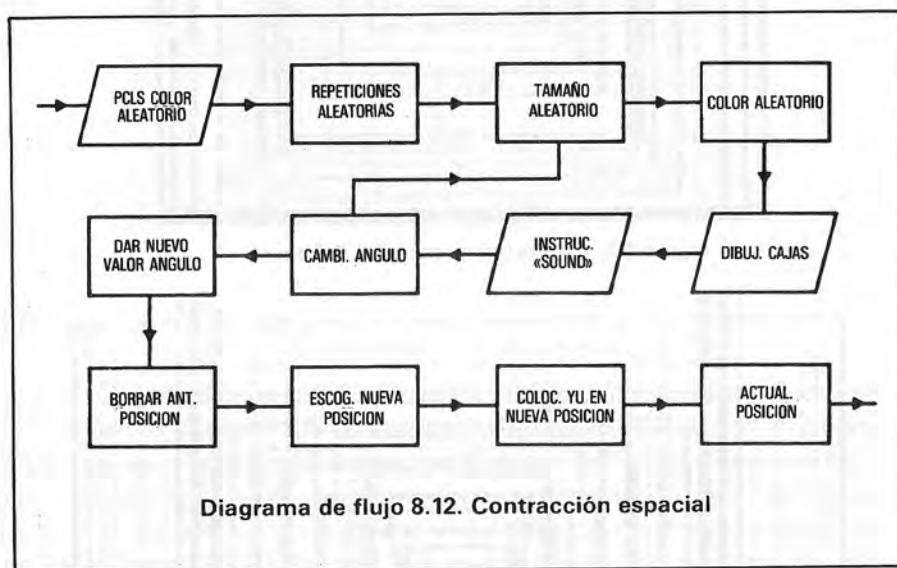 PCLS COLOR
ALEATORIO
REPETICIONES
ALEATORIAS
TAMAÑO
ALEATORIO
COLOR ALEATORIO
DAR NUEVO
VALOR ANGULO
CAMBI. ANGULO
INSTRUC.
«SOUND»
DIBUJ. CAJAS
BORRAR ANT.
POSICION
ESCOG. NUEVA
POSICION
COLOC. YU EN
NUEVA POSICION
ACTUAL.
POSICION
Diagrama de flujo 8.12. Contracción espacial